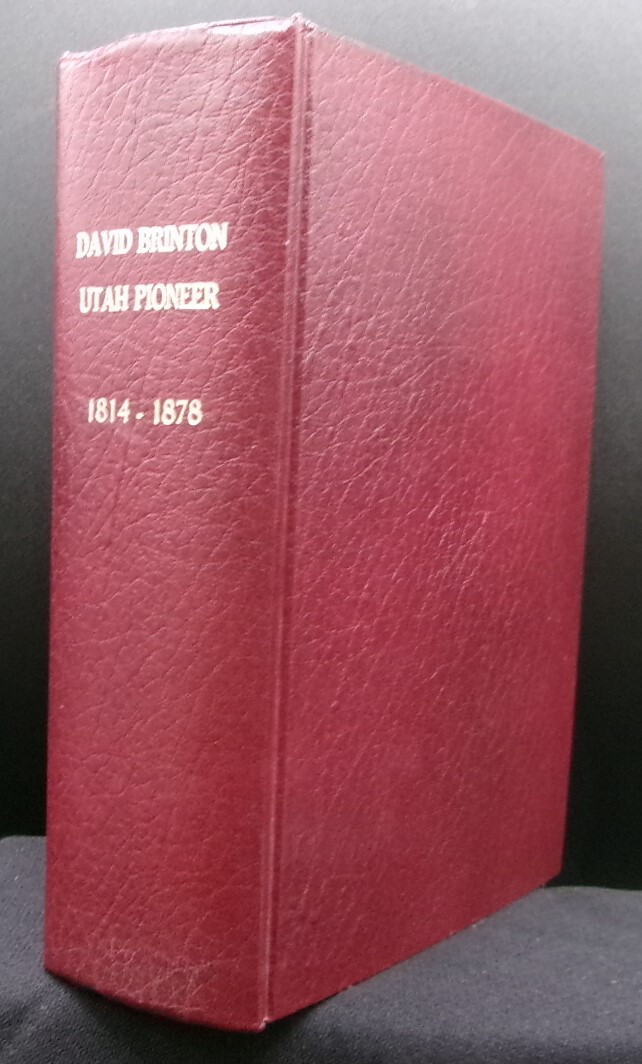 DAVID BRINTON
UTAH PIONEER
1814 - 1878